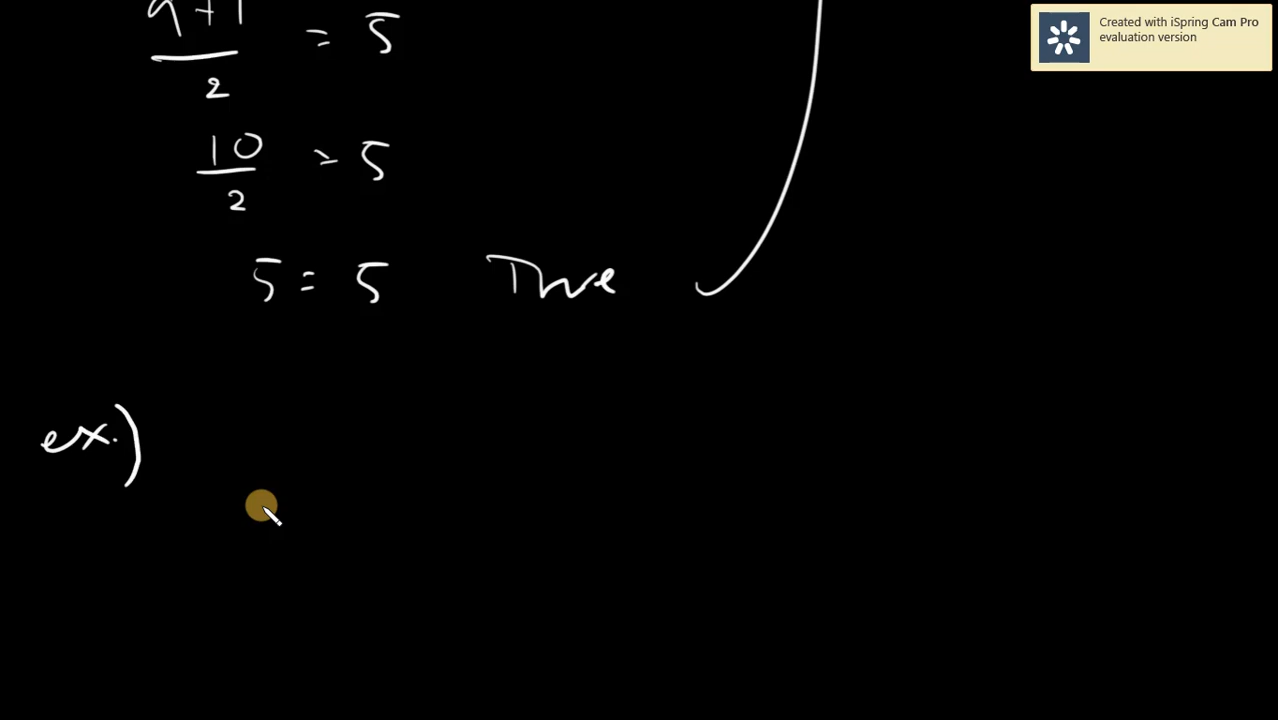 9+1
2
= 5
10
2
= 5
5 = 5 True
ex.)
Created with iSpring Cam Pro
evaluation version